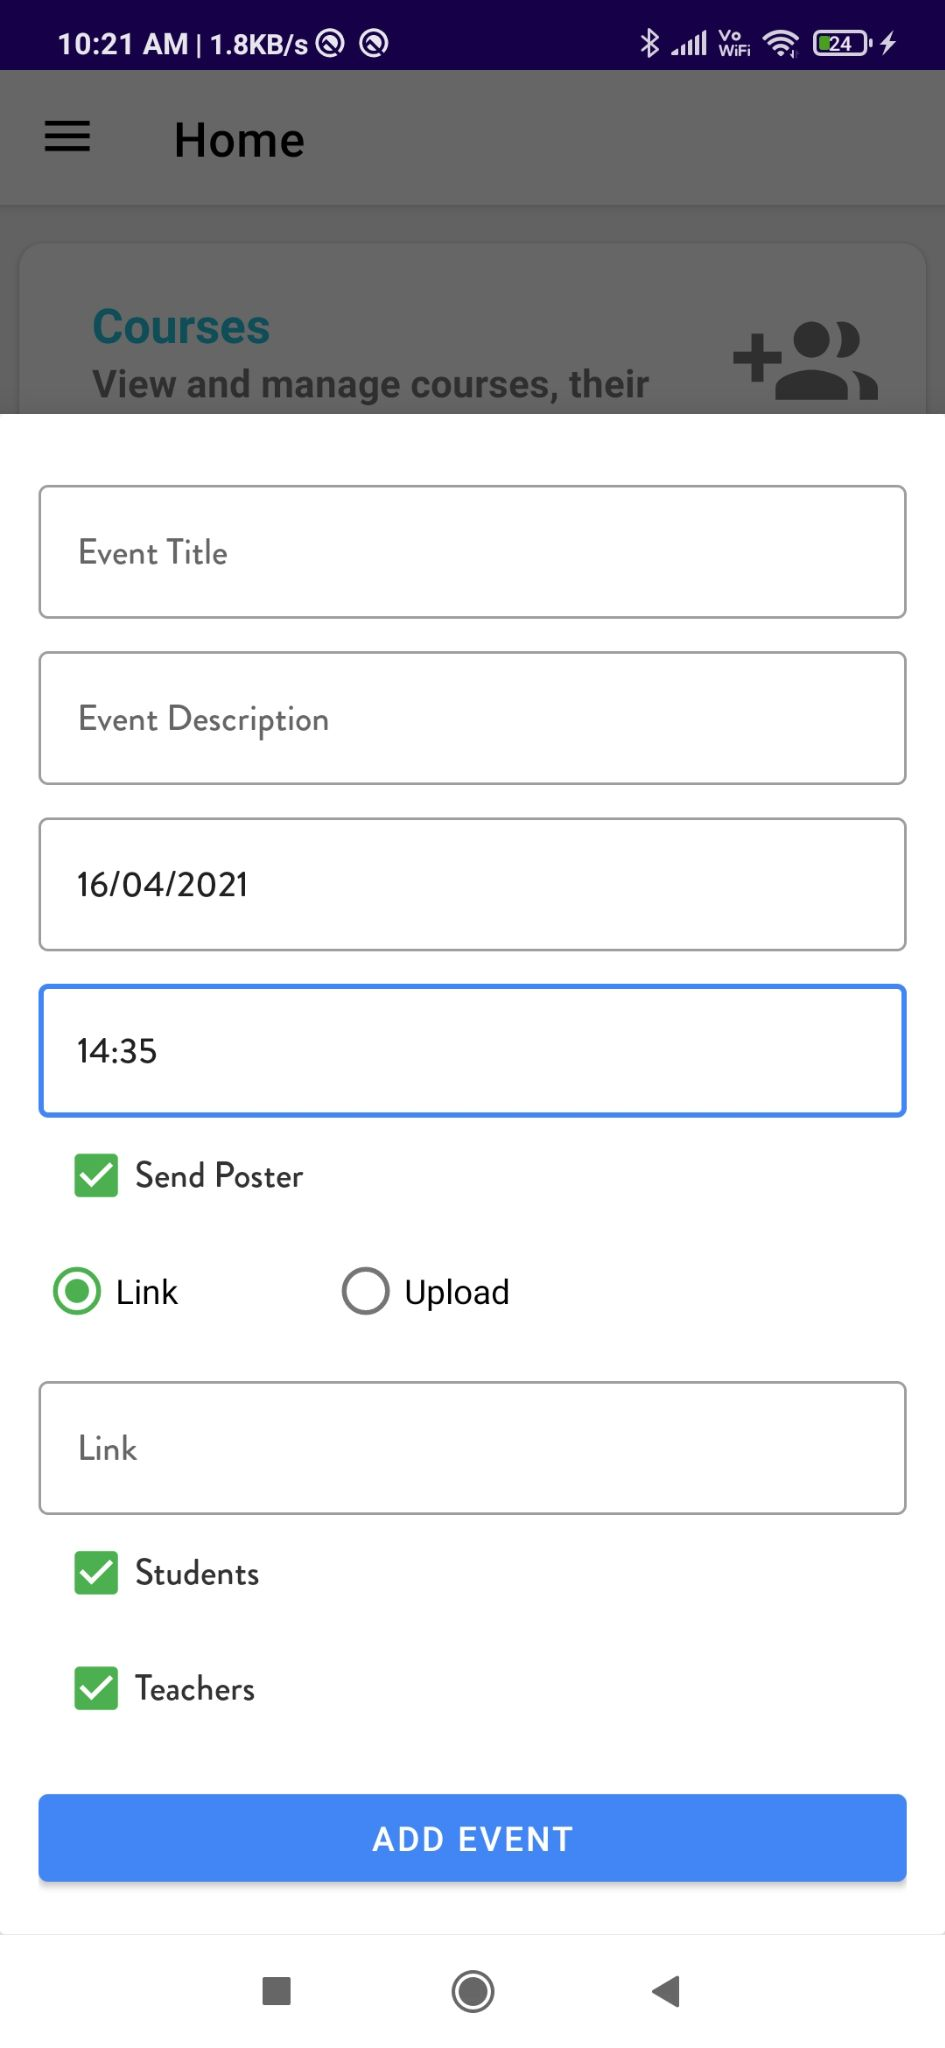 10:21 AM | 1.8KB/s
Vo
WiFi
24
Home
Courses
View and manage courses, their
Event Title
Event Description
16/04/2021
14:35
Send Poster
Link
Upload
Link
Students
Teachers
ADD EVENT